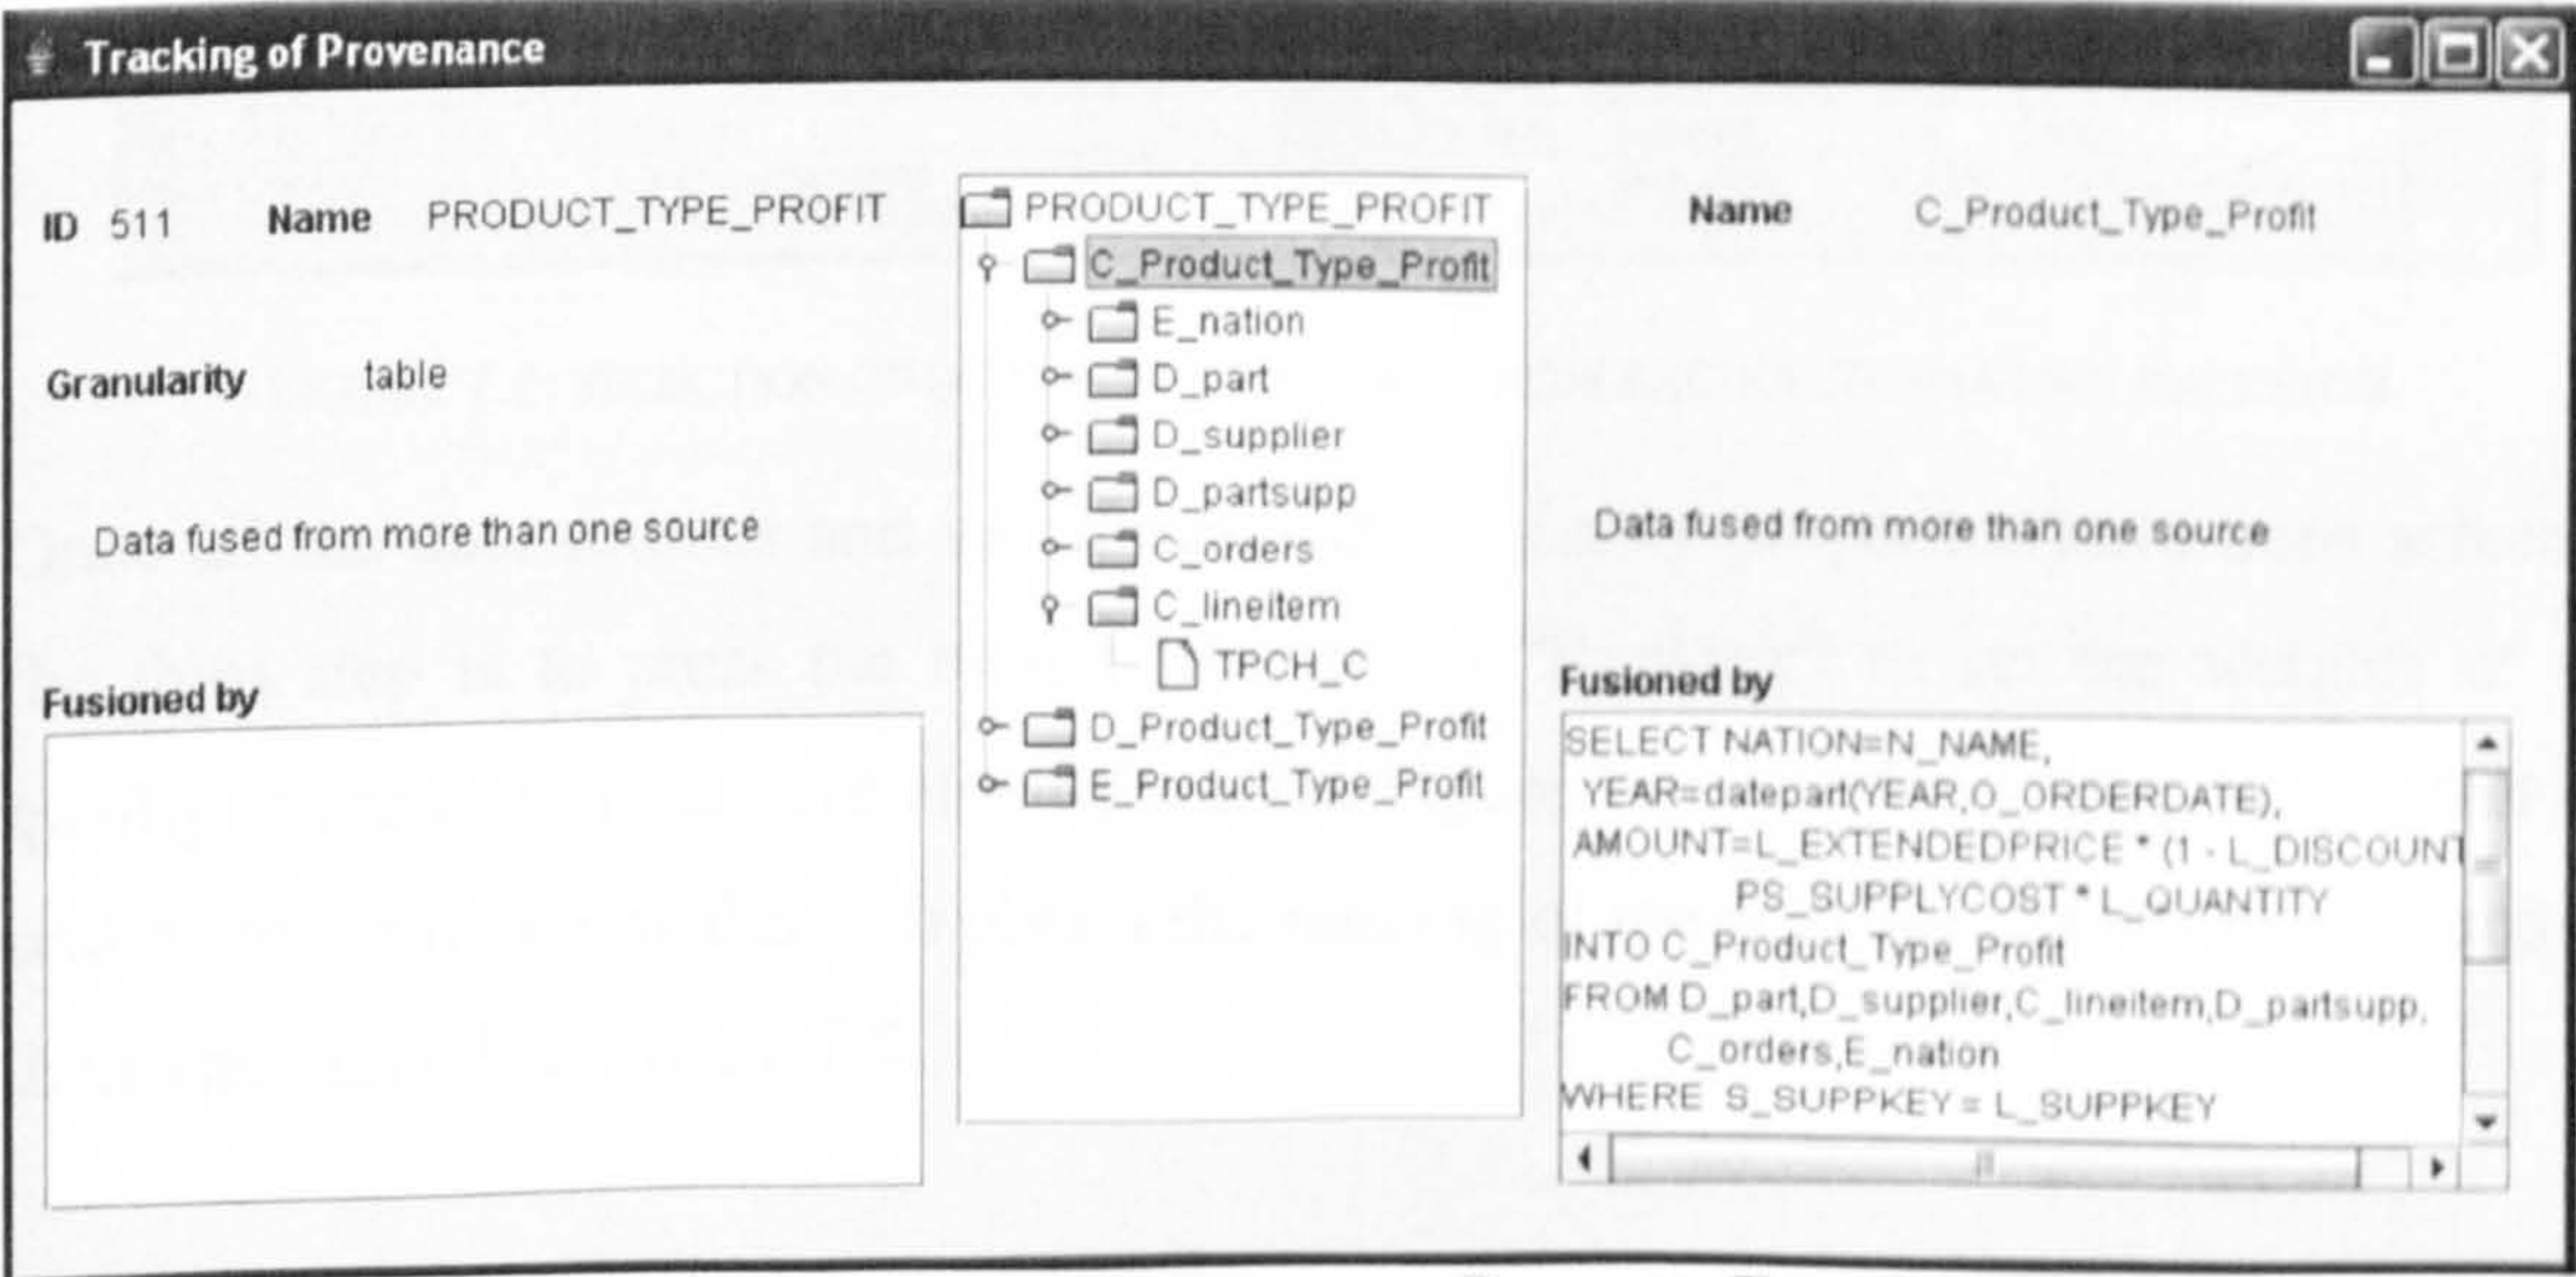 Tracking of Provenance
ID 511 Name PRODUCT_TYPE_PROFIT
Granularity table
Data fused from more than one source
Fusioned by
PRODUCT_TYPE_PROFIT
C_Product_Type_Profit
E_nation
D_part
D_supplier
D_partsupp
C_orders
C_lineitem
TPCH_C
D_Product_Type_Profit
E_Product_Type_Profit
Name C_Product_Type_Profit
Data fused from more than one source
Fusioned by
SELECT NATION=N_NAME,
YEAR=datepart(YEAR,O_ORDERDATE),
AMOUNT=L_EXTENDEDPRICE * (1 - L_DISCOUNT
PS_SUPPLYCOST * L_QUANTITY
INTO C_Product_Type_Profit
FROM D_part,D_supplier,C_lineitem,D_partsupp,
C_orders,E_nation
WHERE S_SUPPKEY = L_SUPPKEY